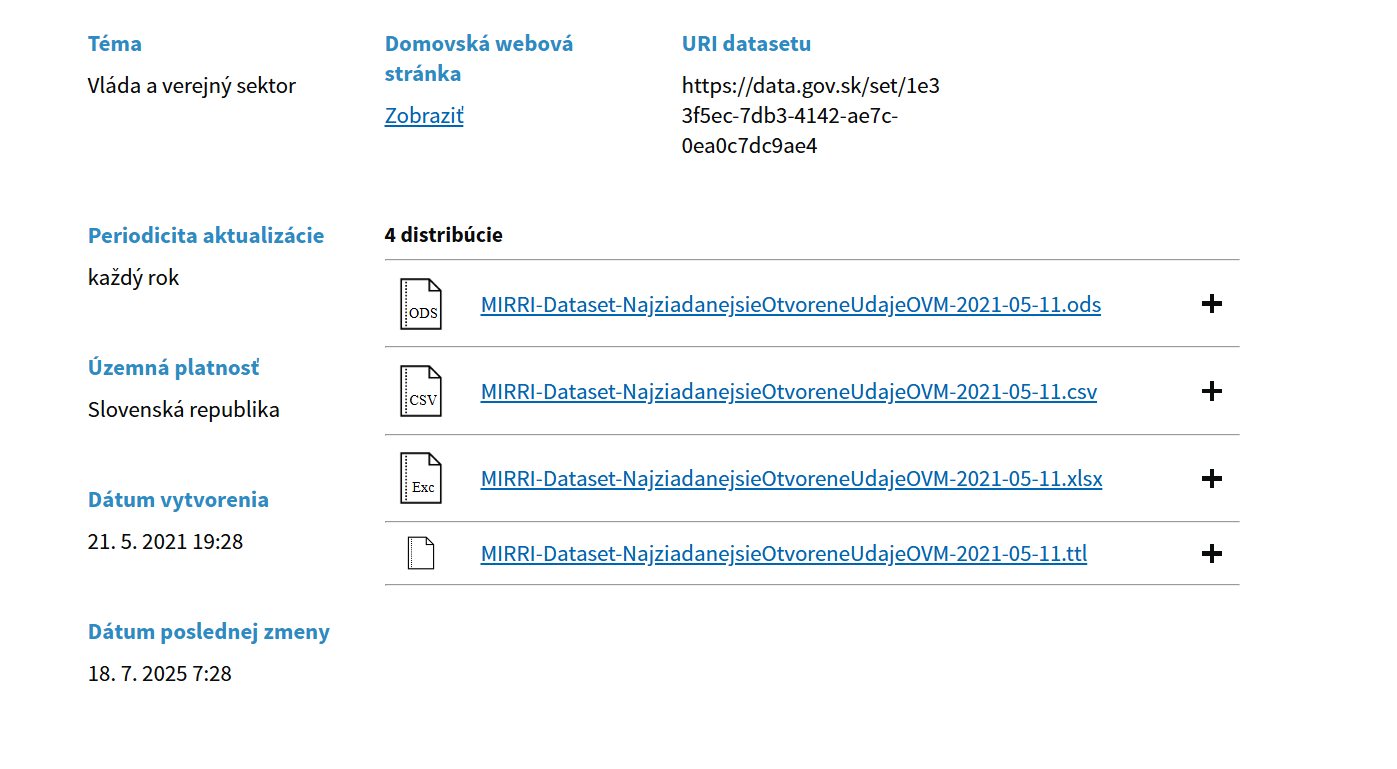 Téma
Vláda a verejný sektor
Domovská webová
stránka
Zobraziť
URI datasetu
https://data.gov.sk/set/1e3
3f5ec-7db3-4142-ae7c-
0ea0c7dc9ae4
Periodicita aktualizácie
každý rok
Územná platnosť
Slovenská republika
Dátum vytvorenia
21. 5. 2021 19:28
Dátum poslednej zmeny
18. 7. 2025 7:28
4 distribúcie
ODS
MIRRI-Dataset-NajziadanejsieOtvoreneUdajeOVM-2021-05-11.ods
CSV
MIRRI-Dataset-NajziadanejsieOtvoreneUdajeOVM-2021-05-11.csv
Exc
MIRRI-Dataset-NajziadanejsieOtvoreneUdajeOVM-2021-05-11.xlsx
MIRRI-Dataset-NajziadanejsieOtvoreneUdajeOVM-2021-05-11.ttl